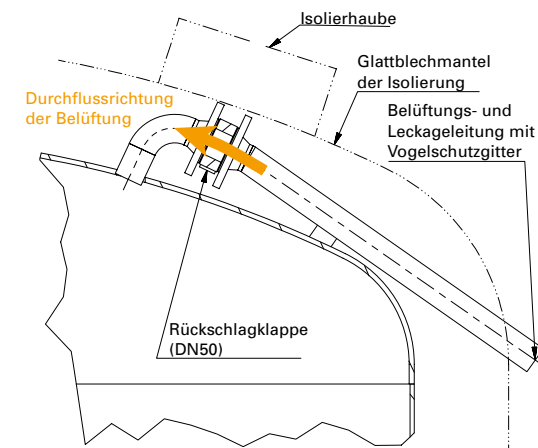 Isolierhaube
Glattblechmantel
der Isolierung
Durchflussrichtung
der Belüftung
Belüftungs- und
Leckageleitung mit
Vogelschutzgitter
Rückschlagklappe
(DN50)